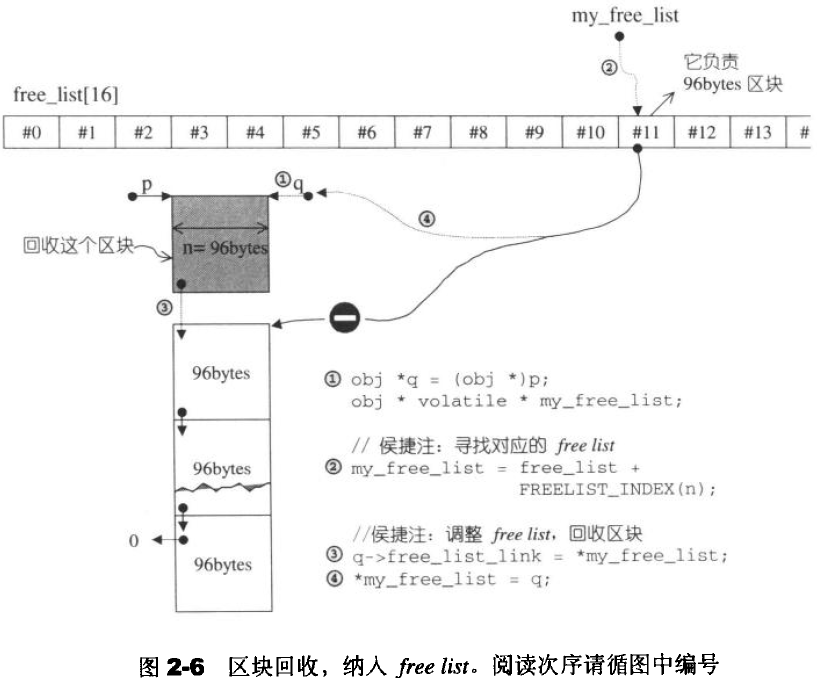 my_free_list
②
它负责
96bytes 区块
free_list[16]
#0 #1 #2 #3 #4 #5 #6 #7 #8 #9 #10 #11 #12 #13 #
p
① q
④
回收这个区块
n= 96bytes
③
96bytes
96bytes
0
96bytes
① obj *q = (obj *)p;
obj * volatile * my_free_list;
// 侯捷注：寻找对应的 free list
② my_free_list = free_list +
FREELIST_INDEX(n);
//侯捷注：调整 free list，回收区块
③ q->free_list_link = *my_free_list;
④ *my_free_list = q;
图 2-6 区块回收，纳入 free list。阅读次序请循图中编号